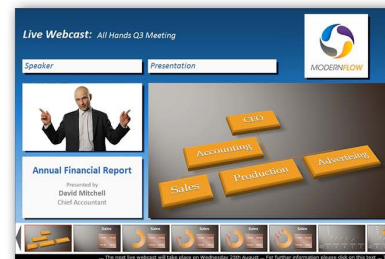 Live Webcast: All Hands Q3 Meeting
MODERNFLOW
Speaker
Presentation
CEO
Accounting
Advertising
Production
Sales
Annual Financial Report
Presented by
David Mitchell
Chief Accountant
Sales
Sales
Sales
Sales
Sales
... The next live webcast will take place on Wednesday 25th August ... For further information please click on this text ...